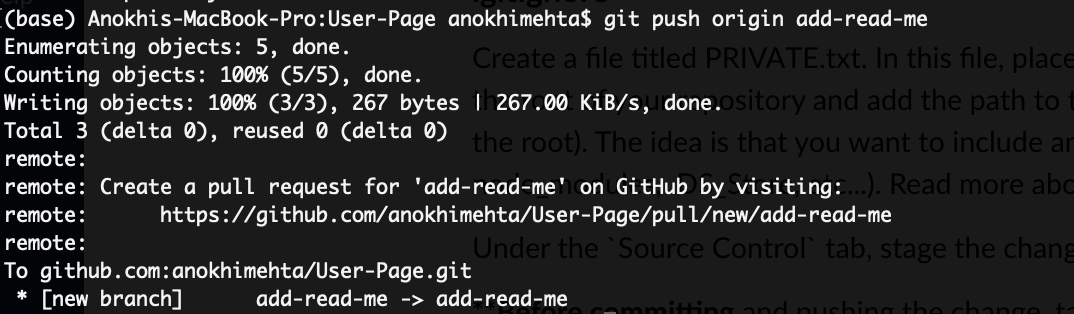 (base) Anokhis-MacBook-Pro:User-Page anokhimehta$ git push origin add-read-me
Enumerating objects: 5, done.
Counting objects: 100% (5/5), done.
Writing objects: 100% (3/3), 267 bytes | 267.00 KiB/s, done.
Total 3 (delta 0), reused 0 (delta 0)
remote:
remote: Create a pull request for 'add-read-me' on GitHub by visiting:
remote:      https://github.com/anokhimehta/User-Page/pull/new/add-read-me
remote:
To github.com:anokhimehta/User-Page.git
 * [new branch]      add-read-me -> add-read-me
Create a file titled PRIVATE.txt. In this file, place
repository and add the path to
the root). The idea is that you want to include
Read more
Under the `Source Control` tab, stage the chang
Before committing and pushing the change,